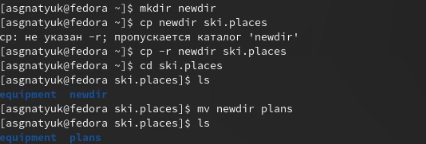 [asgnatyuk@fedora ~]$ mkdir newdir
[asgnatyuk@fedora ~]$ cp newdir ski.places
cp: не указан -r; пропускается каталог 'newdir'
[asgnatyuk@fedora ~]$ cp -r newdir ski.places
[asgnatyuk@fedora ~]$ cd ski.places
[asgnatyuk@fedora ski.places]$ ls
equipment newdir
[asgnatyuk@fedora ski.places]$ mv newdir plans
[asgnatyuk@fedora ski.places]$ ls
equipment plans